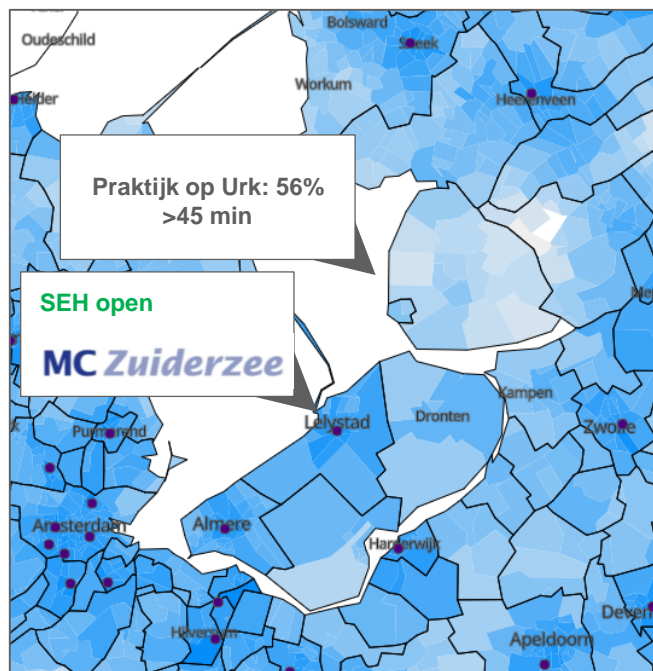 Bolsward
Oudeschild
Sneek
Workum
Heerenveen
Praktijk op Urk: 56%
>45 min
SEH open
MC Zuiderzee
Kampen
Lelystad
Dronten
Purmerend
Zwolle
Amsterdam
Almere
Harderwijk
Hilversum
Deven
Apeldoorn